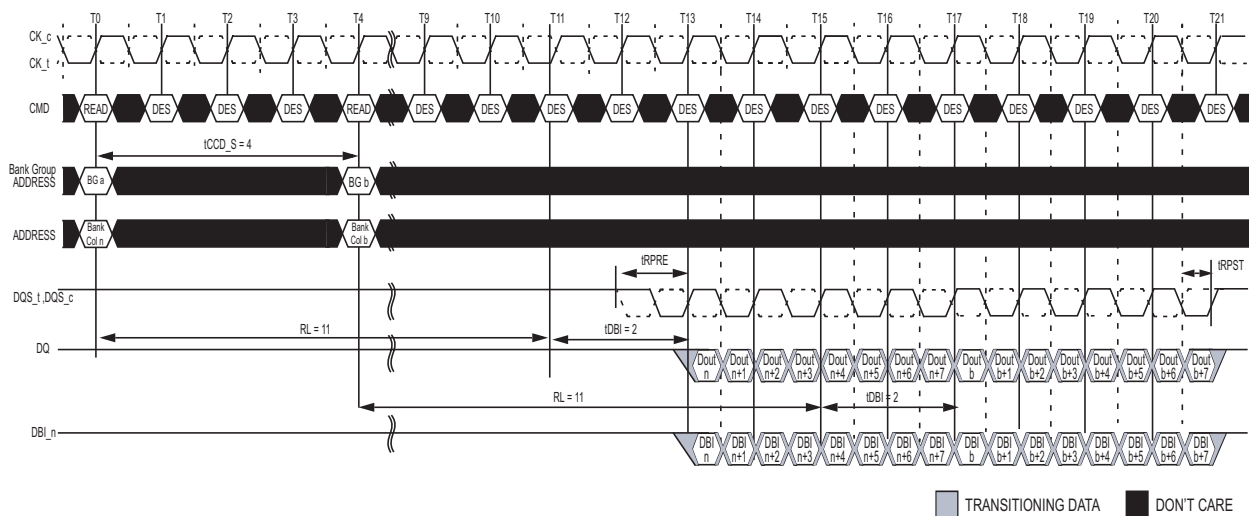 T0 T1 T2 T3 T4 T9 T10 T11 T12 T13 T14 T15 T16 T17 T18 T19 T20 T21
CK_c
CK_t
CMD READ DES DES DES READ DES DES DES DES DES DES DES DES DES DES DES DES DES
tCCD_S = 4
Bank Group
ADDRESS
BG a BG b
ADDRESS
Bank
Col n
Bank
Col b
tRPRE tRPST
DQS_t ,DQS_c
RL = 11 tDBI = 2
DQ
Dout Dout Dout Dout Dout Dout Dout Dout Dout Dout Dout Dout Dout Dout Dout Dout
n n+1 n+2 n+3 n+4 n+5 n+6 n+7 b b+1 b+2 b+3 b+4 b+5 b+6 b+7
RL = 11 tDBI = 2
DBI_n
DBI DBI DBI DBI DBI DBI DBI DBI DBI DBI DBI DBI DBI DBI DBI DBI
n n+1 n+2 n+3 n+4 n+5 n+6 n+7 b b+1 b+2 b+3 b+4 b+5 b+6 b+7
TRANSITIONING DATA DON'T CARE